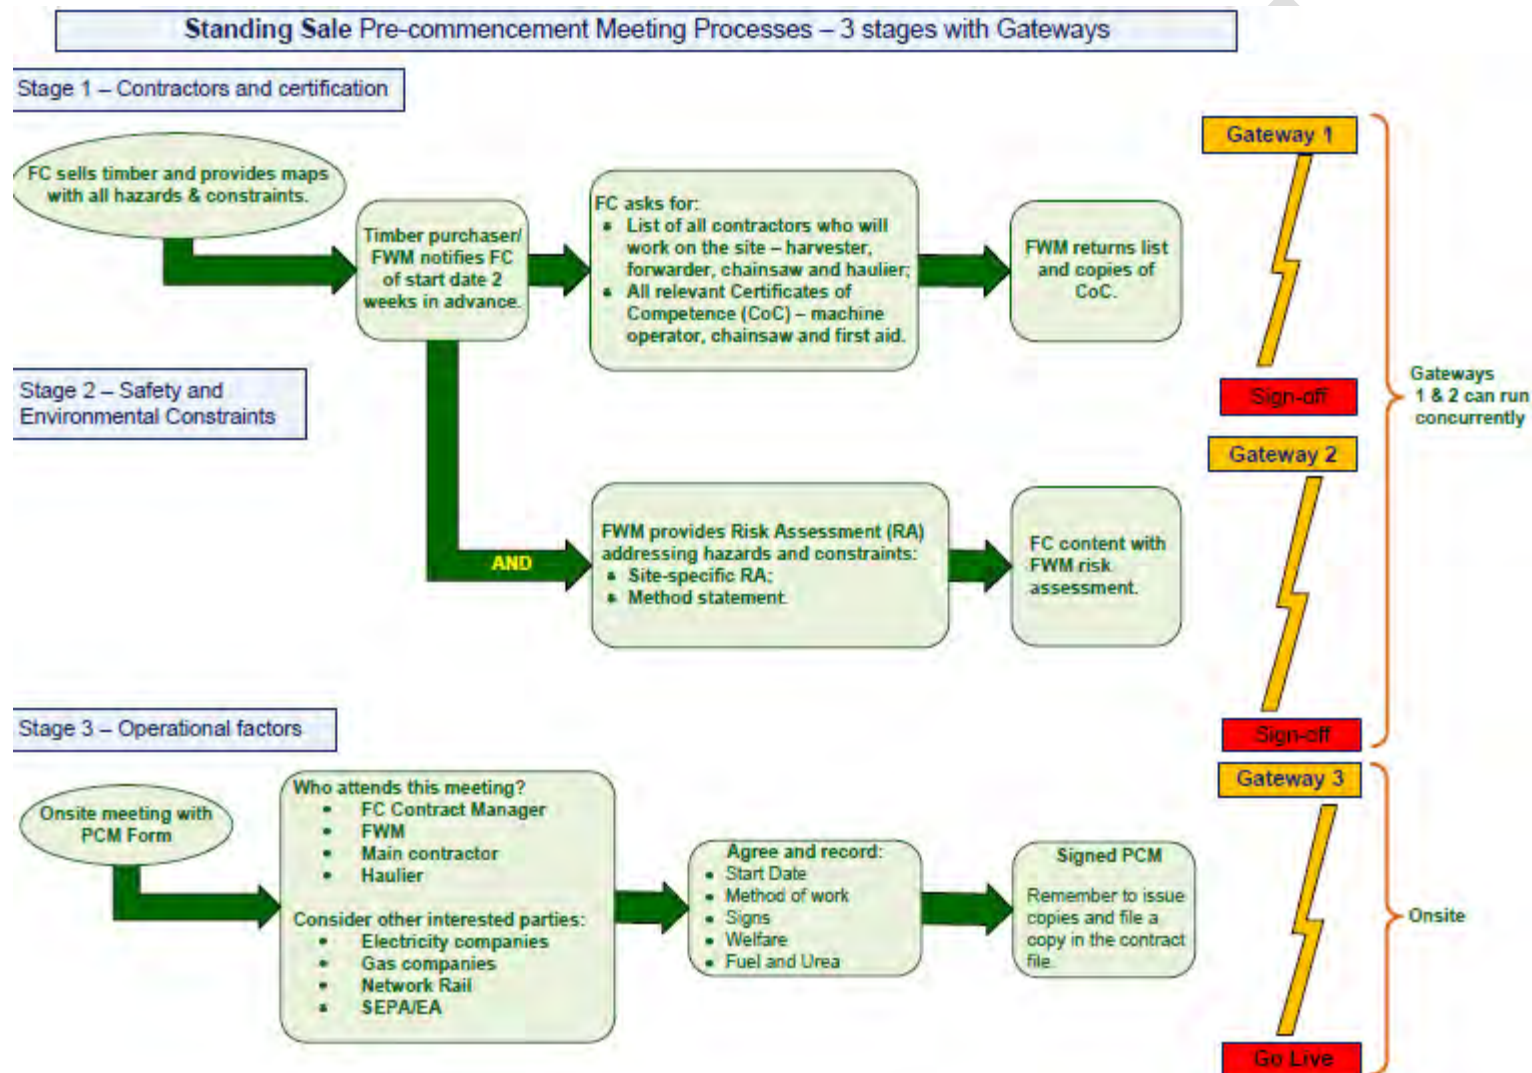 Standing Sale Pre-commencement Meeting Processes – 3 stages with Gateways
Stage 1 – Contractors and certification
FC sells timber and provides maps
with all hazards & constraints.
Timber purchaser/
FWM notifies FC
of start date 2
weeks in advance.
FC asks for:
• List of all contractors who will
work on the site – harvester,
forwarder, chainsaw and haulier;
• All relevant Certificates of
Competence (CoC) – machine
operator, chainsaw and first aid.
FWM returns list
and copies of
CoC.
Gateway 1
Sign-off
Gateways
1 & 2 can run
concurrently
Stage 2 – Safety and
Environmental Constraints
AND
FWM provides Risk Assessment (RA)
addressing hazards and constraints:
• Site-specific RA;
• Method statement.
FC content with
FWM risk
assessment.
Gateway 2
Sign-off
Stage 3 – Operational factors
Onsite meeting with
PCM Form
Who attends this meeting?
• FC Contract Manager
• FWM
• Main contractor
• Haulier
Consider other interested parties:
• Electricity companies
• Gas companies
• Network Rail
• SEPA/EA
Agree and record:
• Start Date
• Method of work
• Signs
• Welfare
• Fuel and Urea
Signed PCM
Remember to issue
copies and file a
copy in the contract
file.
Gateway 3
Onsite
Go Live